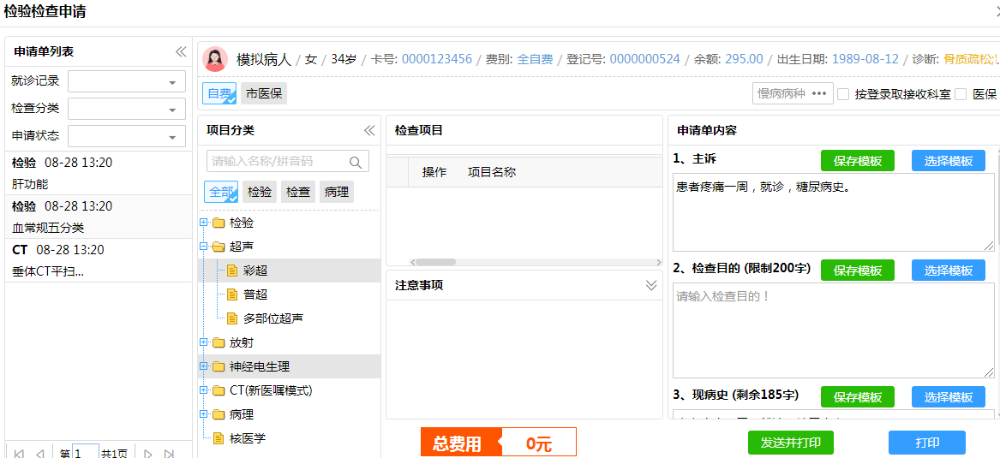 检验检查申请
申请单列表
就诊记录
检查分类
申请状态
检验 08-28 13:20
肝功能
检验 08-28 13:20
血常规五分类
CT 08-28 13:20
垂体CT平扫...
第 1 共1页
模拟病人 / 女 / 34岁 / 卡号: 0000123456 / 费别: 全自费 / 登记号: 0000000524 / 余额: 295.00 / 出生日期: 1989-08-12 / 诊断: 骨质疏松
自费 市医保
慢病病种 ••• 按登录取接收科室 医保
项目分类
请输入名称/拼音码
全部 检验 检查 病理
检验
超声
彩超
普超
多部位超声
放射
神经电生理
CT(新医嘱模式)
病理
核医学
检查项目
操作 项目名称
注意事项
申请单内容
1、主诉 保存模板 选择模板
患者疼痛一周，就诊，糖尿病史。
2、检查目的 (限制200字) 保存模板 选择模板
请输入检查目的！
3、现病史 (剩余185字) 保存模板 选择模板
总费用 0元
发送并打印 打印